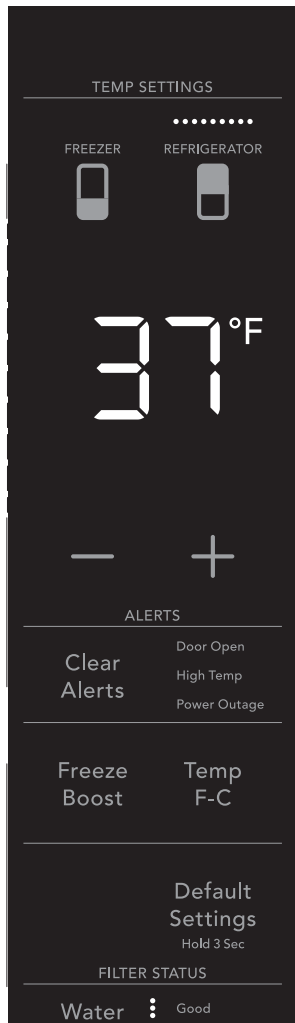 TEMP SETTINGS
FREEZER REFRIGERATOR
37°F
− +
ALERTS
Clear
Alerts
Door Open
High Temp
Power Outage
Freeze
Boost
Temp
F-C
Default
Settings
Hold 3 Sec
FILTER STATUS
Water Good